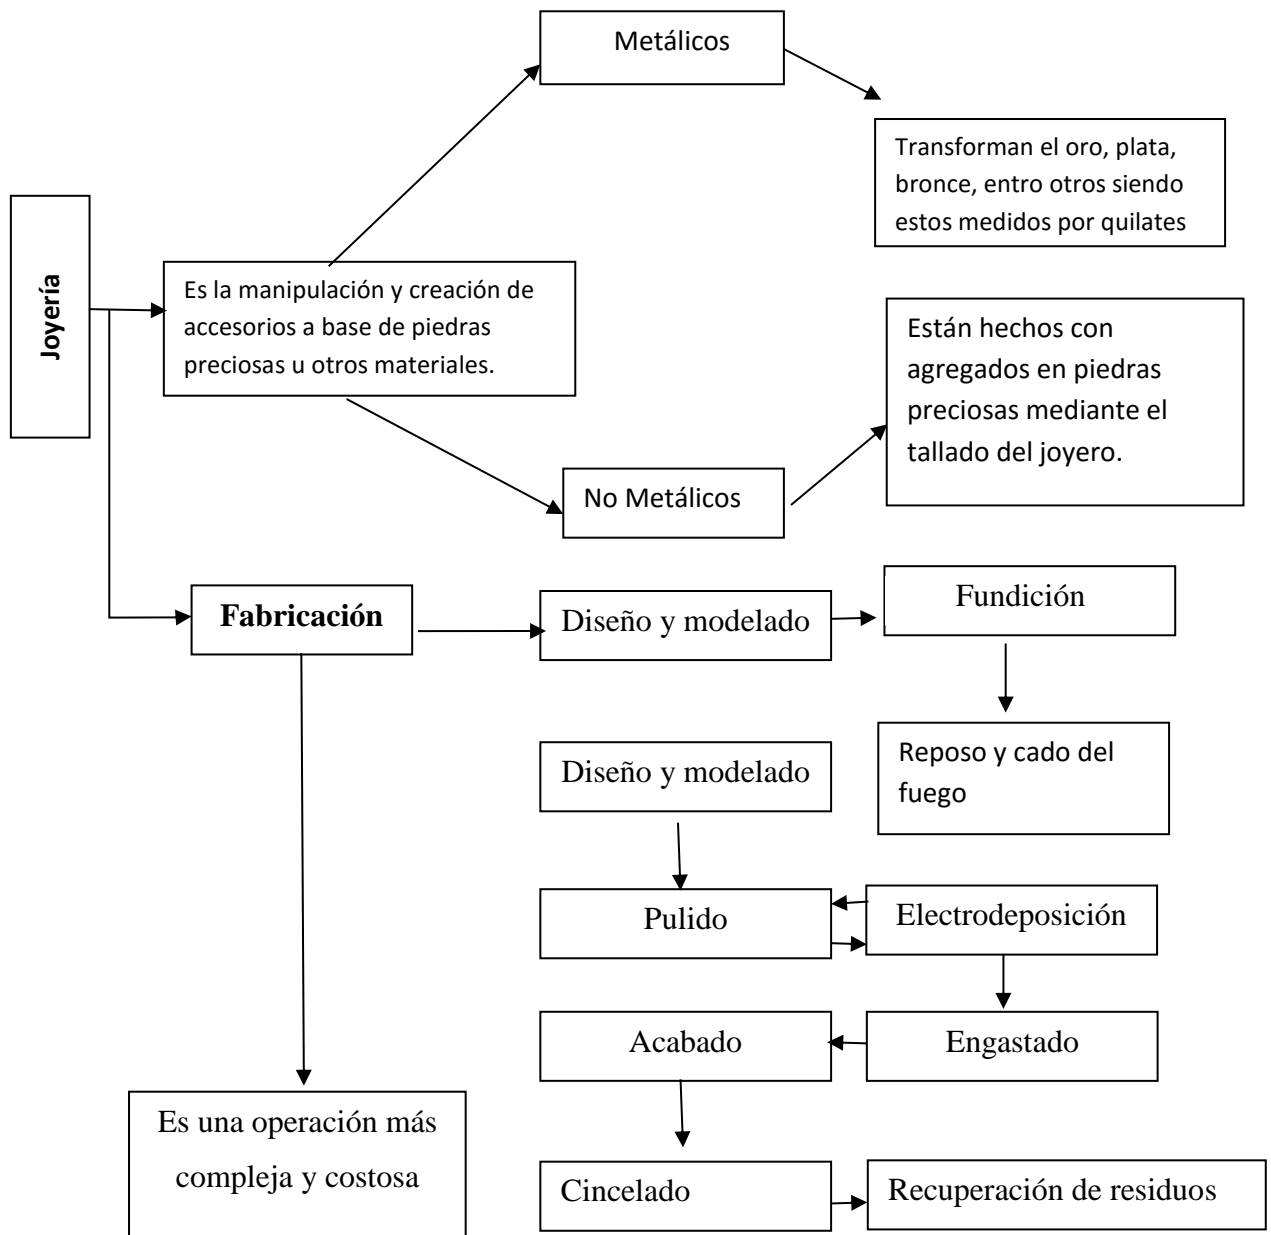 Metálicos
Transforman el oro, plata,
bronce, entro otros siendo
estos medidos por quilates
Joyería
Es la manipulación y creación de
accesorios a base de piedras
preciosas u otros materiales.
Están hechos con
agregados en piedras
preciosas mediante el
tallado del joyero.
No Metálicos
Fabricación
Diseño y modelado
Fundición
Diseño y modelado
Reposo y cado del
fuego
Pulido
Electrodeposición
Acabado
Engastado
Es una operación más
compleja y costosa
Cincelado
Recuperación de residuos